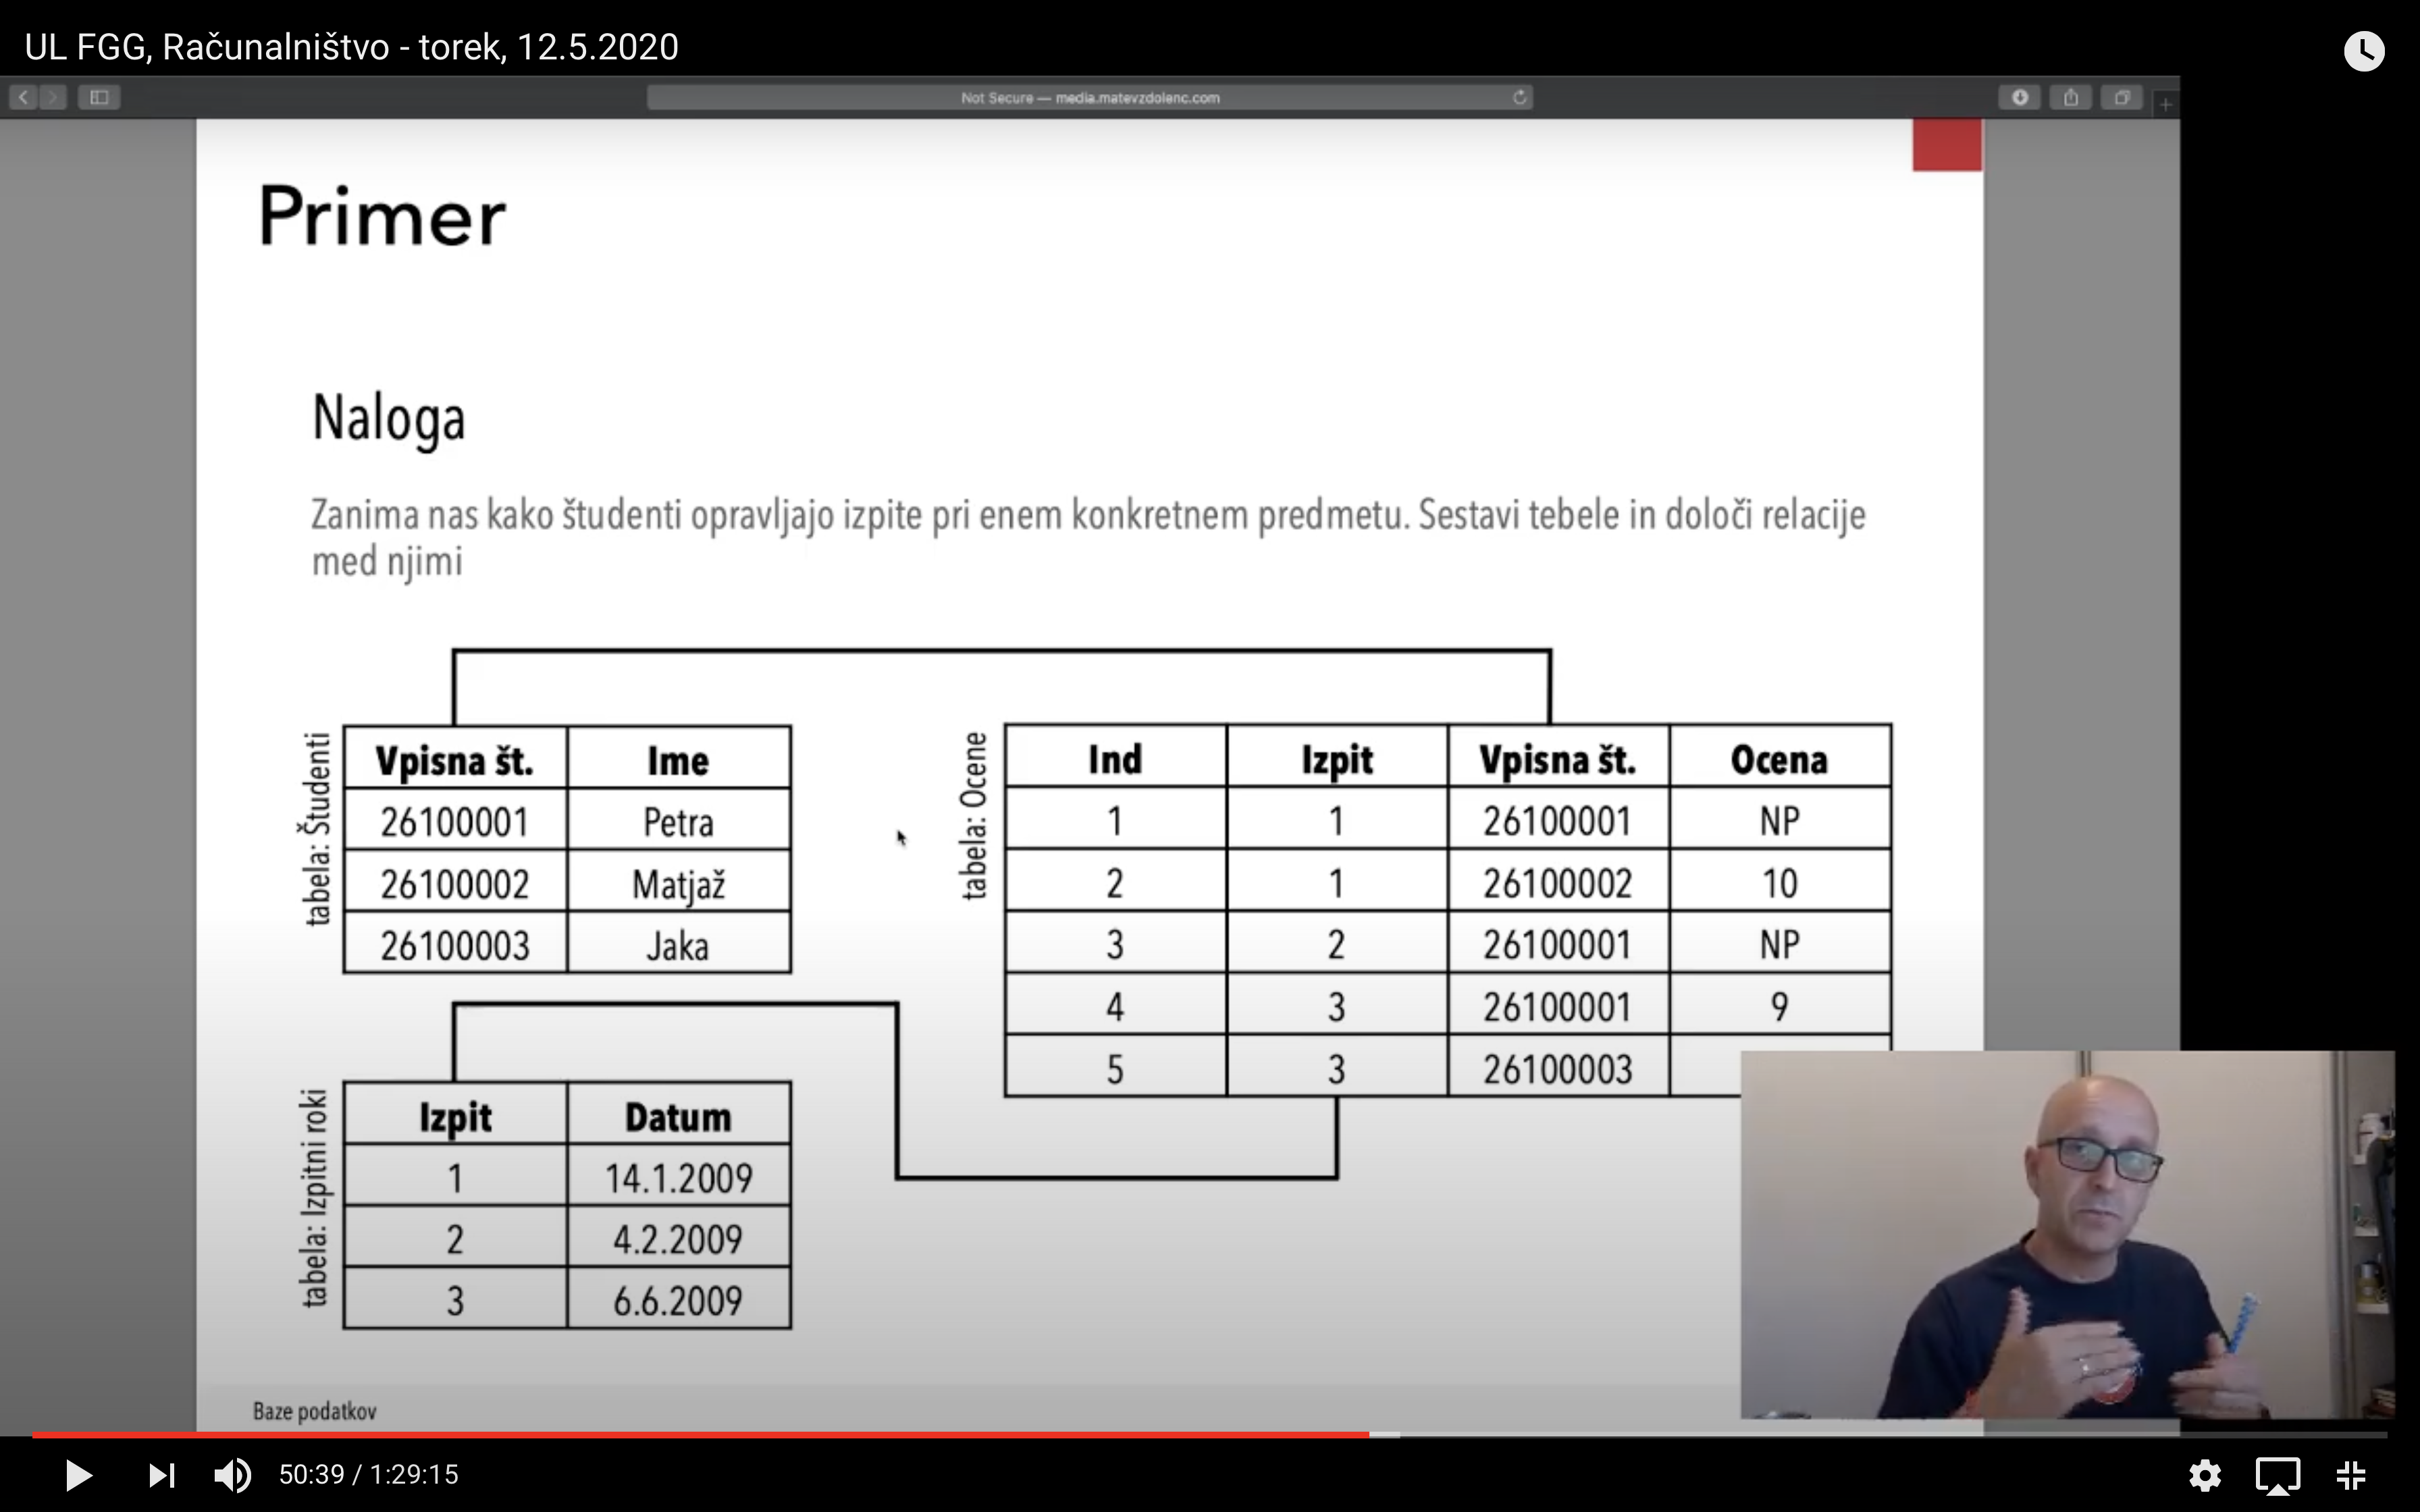 UL FGG, Računalništvo - torek, 12.5.2020
Not Secure — media.matevzdolenc.com
Primer
Naloga
Zanima nas kako študenti opravljajo izpite pri enem konkretnem predmetu. Sestavi tebele in določi relacije
med njimi
tabela: Študenti
Vpisna št. Ime
26100001 Petra
26100002 Matjaž
26100003 Jaka
tabela: Ocene
Ind Izpit Vpisna št. Ocena
1 1 26100001 NP
2 1 26100002 10
3 2 26100001 NP
4 3 26100001 9
5 3 26100003
tabela: Izpitni roki
Izpit Datum
1 14.1.2009
2 4.2.2009
3 6.6.2009
Baze podatkov
50:39 / 1:29:15